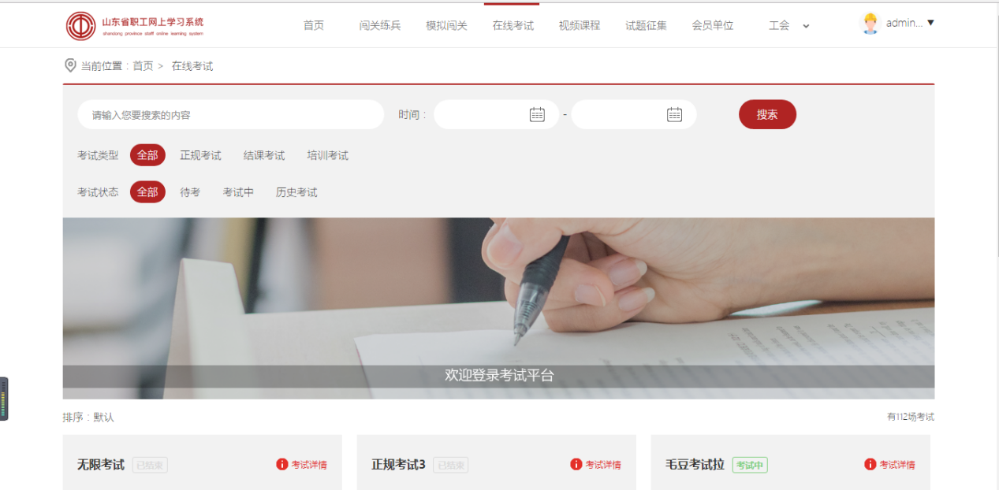 山东省职工网上学习系统
shandong province staff online learning system
首页 闯关练兵 模拟闯关 在线考试 视频课程 试题征集 会员单位 工会 admin... ▼
当前位置：首页 > 在线考试
请输入您要搜索的内容 时间： - 搜索
考试类型 全部 正规考试 结课考试 培训考试
考试状态 全部 待考 考试中 历史考试
欢迎登录考试平台
排序：默认 有112场考试
无限考试 已结束 考试详情 正规考试3 已结束 考试详情 毛豆考试拉 考试中 考试详情